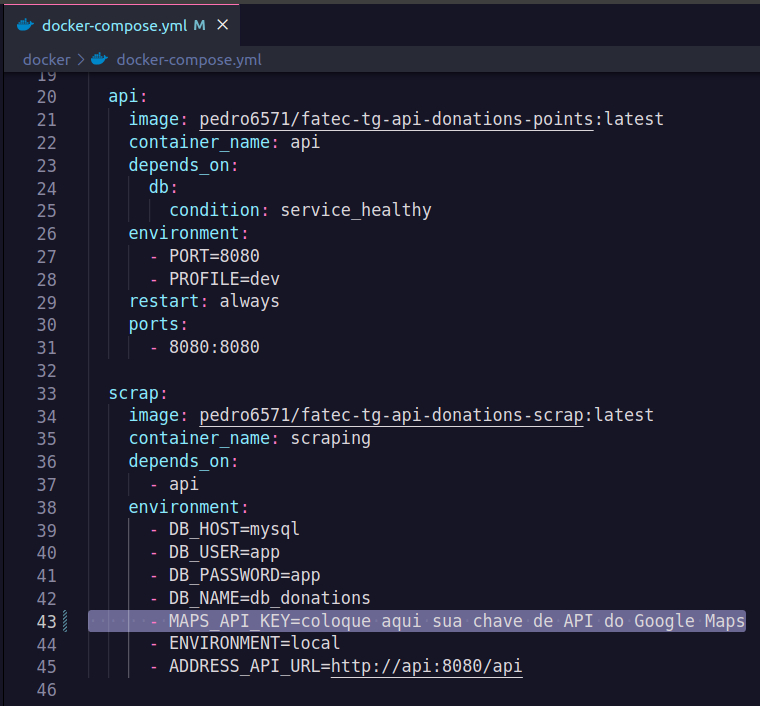 docker-compose.yml M ×
docker > docker-compose.yml
19
20 api:
21 image: pedro6571/fatec-tg-api-donations-points:latest
22 container_name: api
23 depends_on:
24 db:
25 condition: service_healthy
26 environment:
27 - PORT=8080
28 - PROFILE=dev
29 restart: always
30 ports:
31 - 8080:8080
32
33 scrap:
34 image: pedro6571/fatec-tg-api-donations-scrap:latest
35 container_name: scraping
36 depends_on:
37 - api
38 environment:
39 - DB_HOST=mysql
40 - DB_USER=app
41 - DB_PASSWORD=app
42 - DB_NAME=db_donations
43 - MAPS_API_KEY=coloque aqui sua chave de API do Google Maps
44 - ENVIRONMENT=local
45 - ADDRESS_API_URL=http://api:8080/api
46